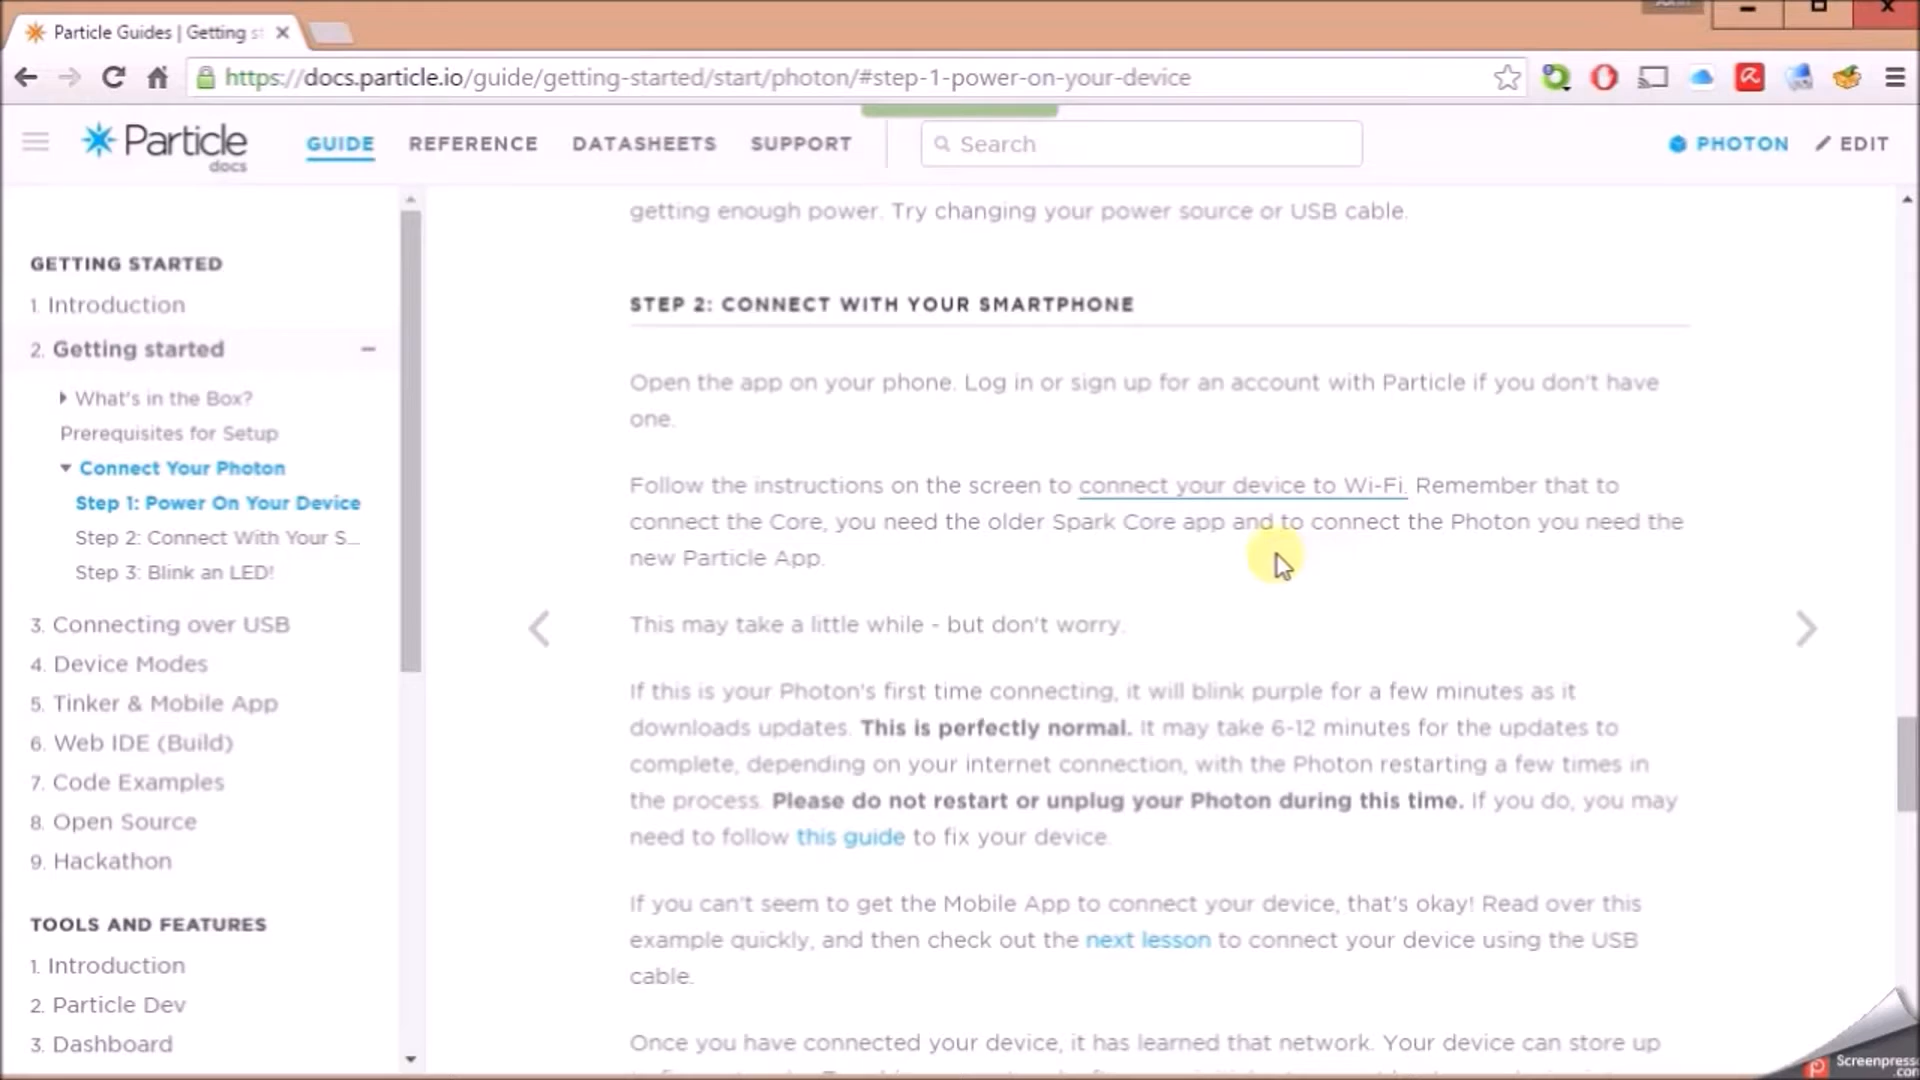 Particle Guides | Getting st
https://docs.particle.io/guide/getting-started/start/photon/#step-1-power-on-your-device
Particle
docs
GUIDE
REFERENCE
DATASHEETS
SUPPORT
Search
PHOTON
EDIT
GETTING STARTED
1. Introduction
2. Getting started
What's in the Box?
Prerequisites for Setup
Connect Your Photon
Step 1: Power On Your Device
Step 2: Connect With Your S...
Step 3: Blink an LED!
3. Connecting over USB
4. Device Modes
5. Tinker & Mobile App
6. Web IDE (Build)
7. Code Examples
8. Open Source
9. Hackathon
TOOLS AND FEATURES
1. Introduction
2. Particle Dev
3. Dashboard
getting enough power. Try changing your power source or USB cable.
STEP 2: CONNECT WITH YOUR SMARTPHONE
Open the app on your phone. Log in or sign up for an account with Particle if you don't have
one.
Follow the instructions on the screen to connect your device to Wi-Fi. Remember that to
connect the Core, you need the older Spark Core app and to connect the Photon you need the
new Particle App.
This may take a little while - but don't worry.
If this is your Photon's first time connecting, it will blink purple for a few minutes as it
downloads updates. This is perfectly normal. It may take 6-12 minutes for the updates to
complete, depending on your internet connection, with the Photon restarting a few times in
the process. Please do not restart or unplug your Photon during this time. If you do, you may
need to follow this guide to fix your device.
If you can't seem to get the Mobile App to connect your device, that's okay! Read over this
example quickly, and then check out the next lesson to connect your device using the USB
cable.
Once you have connected your device, it has learned that network. Your device can store up
Screenpress
.com